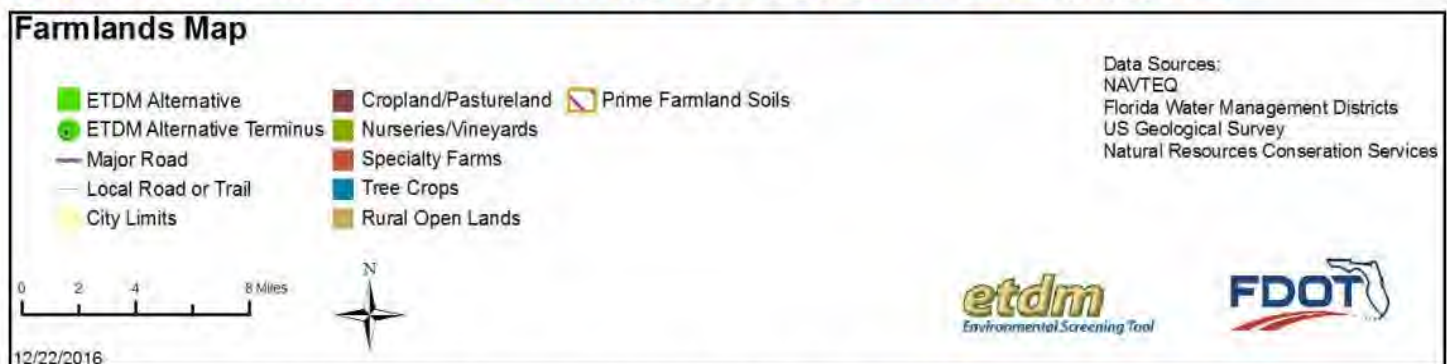 Farmlands Map
ETDM Alternative
ETDM Alternative Terminus
Major Road
Local Road or Trail
City Limits
Cropland/Pastureland
Nurseries/Vineyards
Specialty Farms
Tree Crops
Rural Open Lands
Prime Farmland Soils
Data Sources:
NAVTEQ
Florida Water Management Districts
US Geological Survey
Natural Resources Conseration Services
0 2 4 8 Miles
N
etdm
Environmental Screening Tool
FDOT
12/22/2016